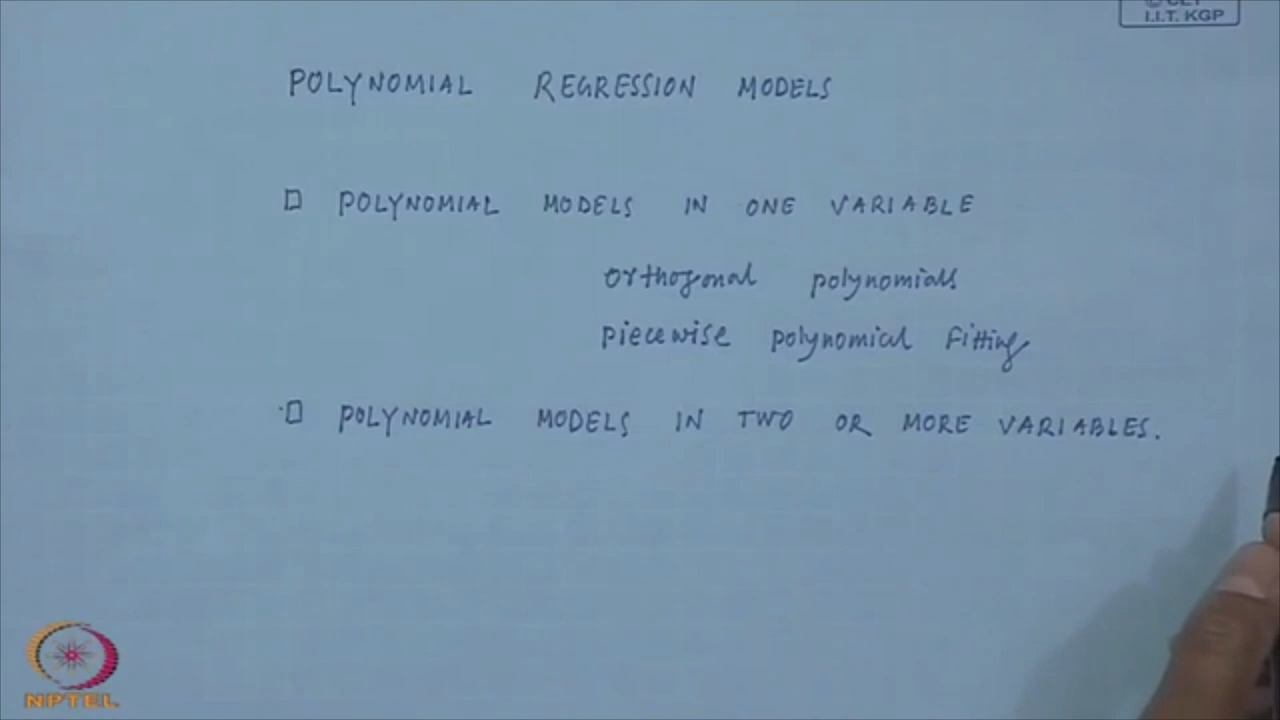 © CET
I.I.T. KGP
POLYNOMIAL REGRESSION MODELS
POLYNOMIAL MODELS IN ONE VARIABLE
orthogonal polynomials
piecewise polynomial fitting
POLYNOMIAL MODELS IN TWO OR MORE VARIABLES.
NPTEL